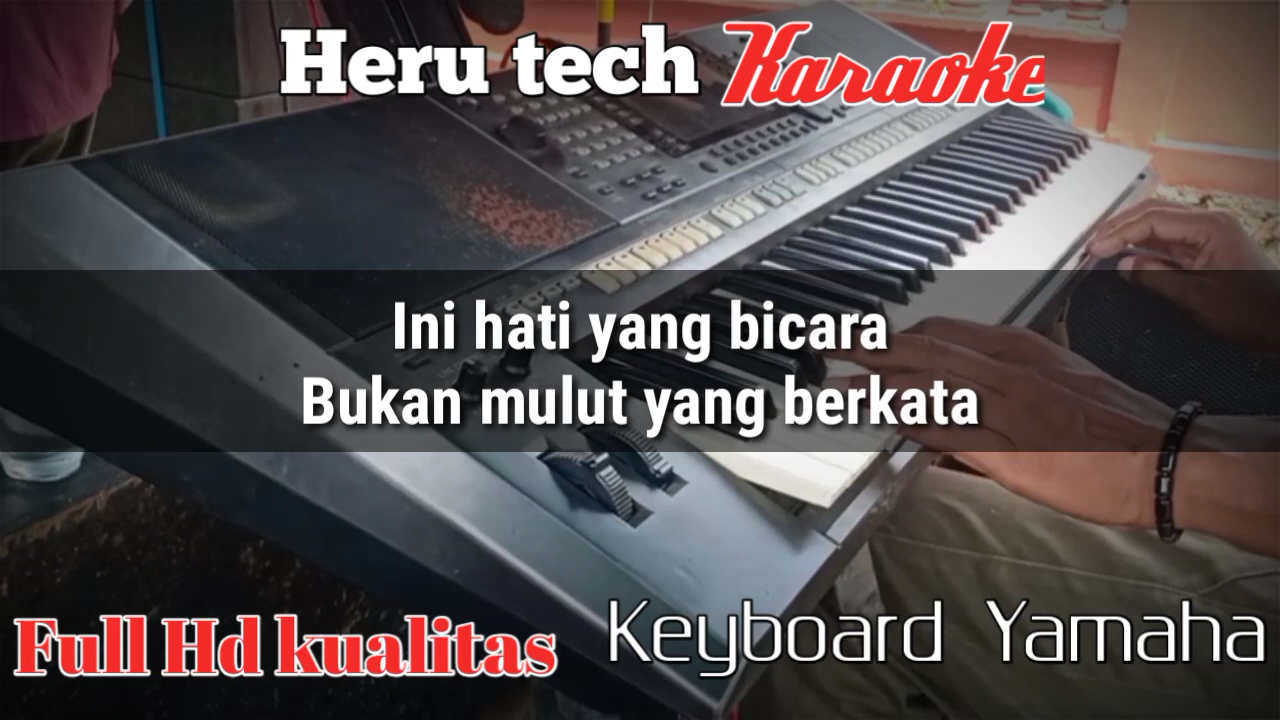 Heru tech Karaoke
Ini hati yang bicara
Bukan mulut yang berkata
Full Hd kualitas
Keyboard Yamaha